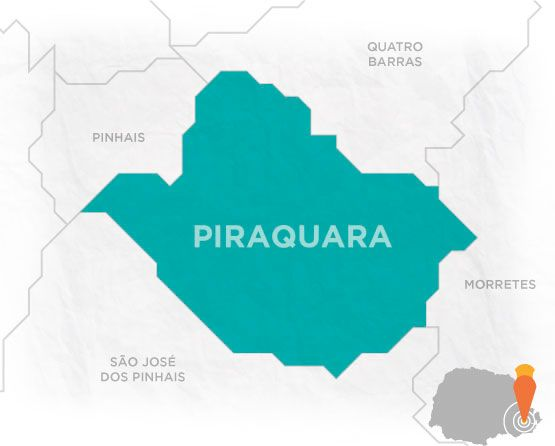 QUATRO
BARRAS
PINHAIS
PIRAQUARA
MORRETES
SÃO JOSÉ
DOS PINHAIS